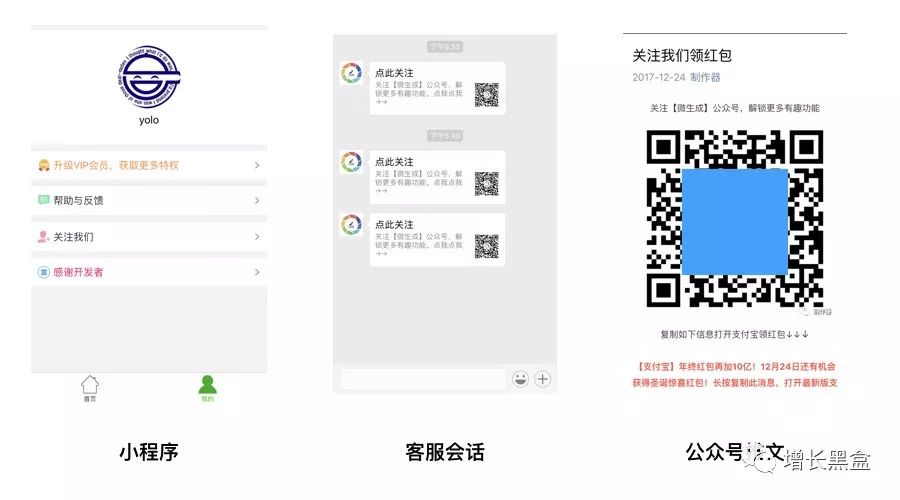 yolo
升级VIP会员，获取更多特权
帮助与反馈
关注我们
赏
感谢开发者
首页
我的
小程序
下午5:33
点此关注
关注【微生成】公众号，解
锁更多有趣功能。点我点我
→→
下午5:40
点此关注
关注【微生成】公众号，解
锁更多有趣功能。点我点我
→→
点此关注
关注【微生成】公众号，解
锁更多有趣功能。点我点我
→→
客服会话
关注我们领红包
2017-12-24 制作器
关注【微生成】公众号，解锁更多有趣功能
制作器
复制如下信息打开支付宝领红包↓↓↓
【支付宝】年终红包再加10亿！12月24日还有机会
获得圣诞惊喜红包！长按复制此消息，打开最新版支
公众号 文
增长黑盒